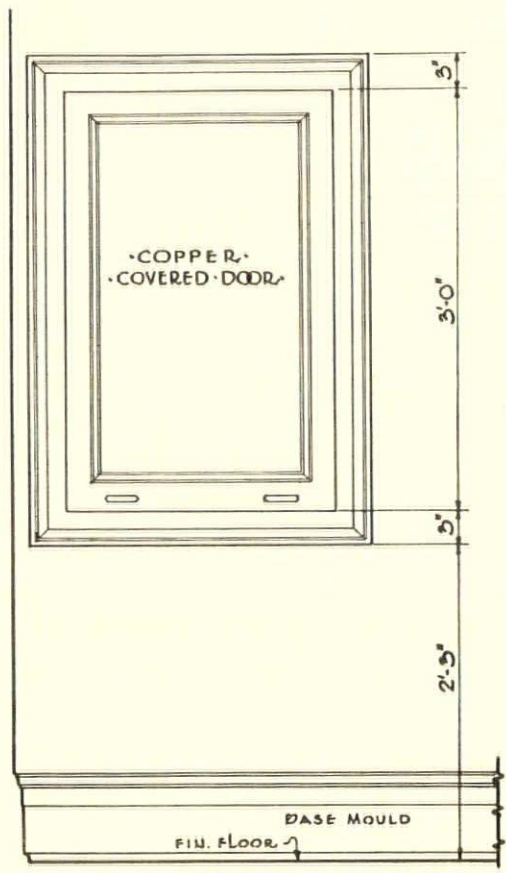 3"
·COPPER·
·COVERED·DOOR·
3'-0"
3"
2'-3"
BASE MOULD
FIN. FLOOR